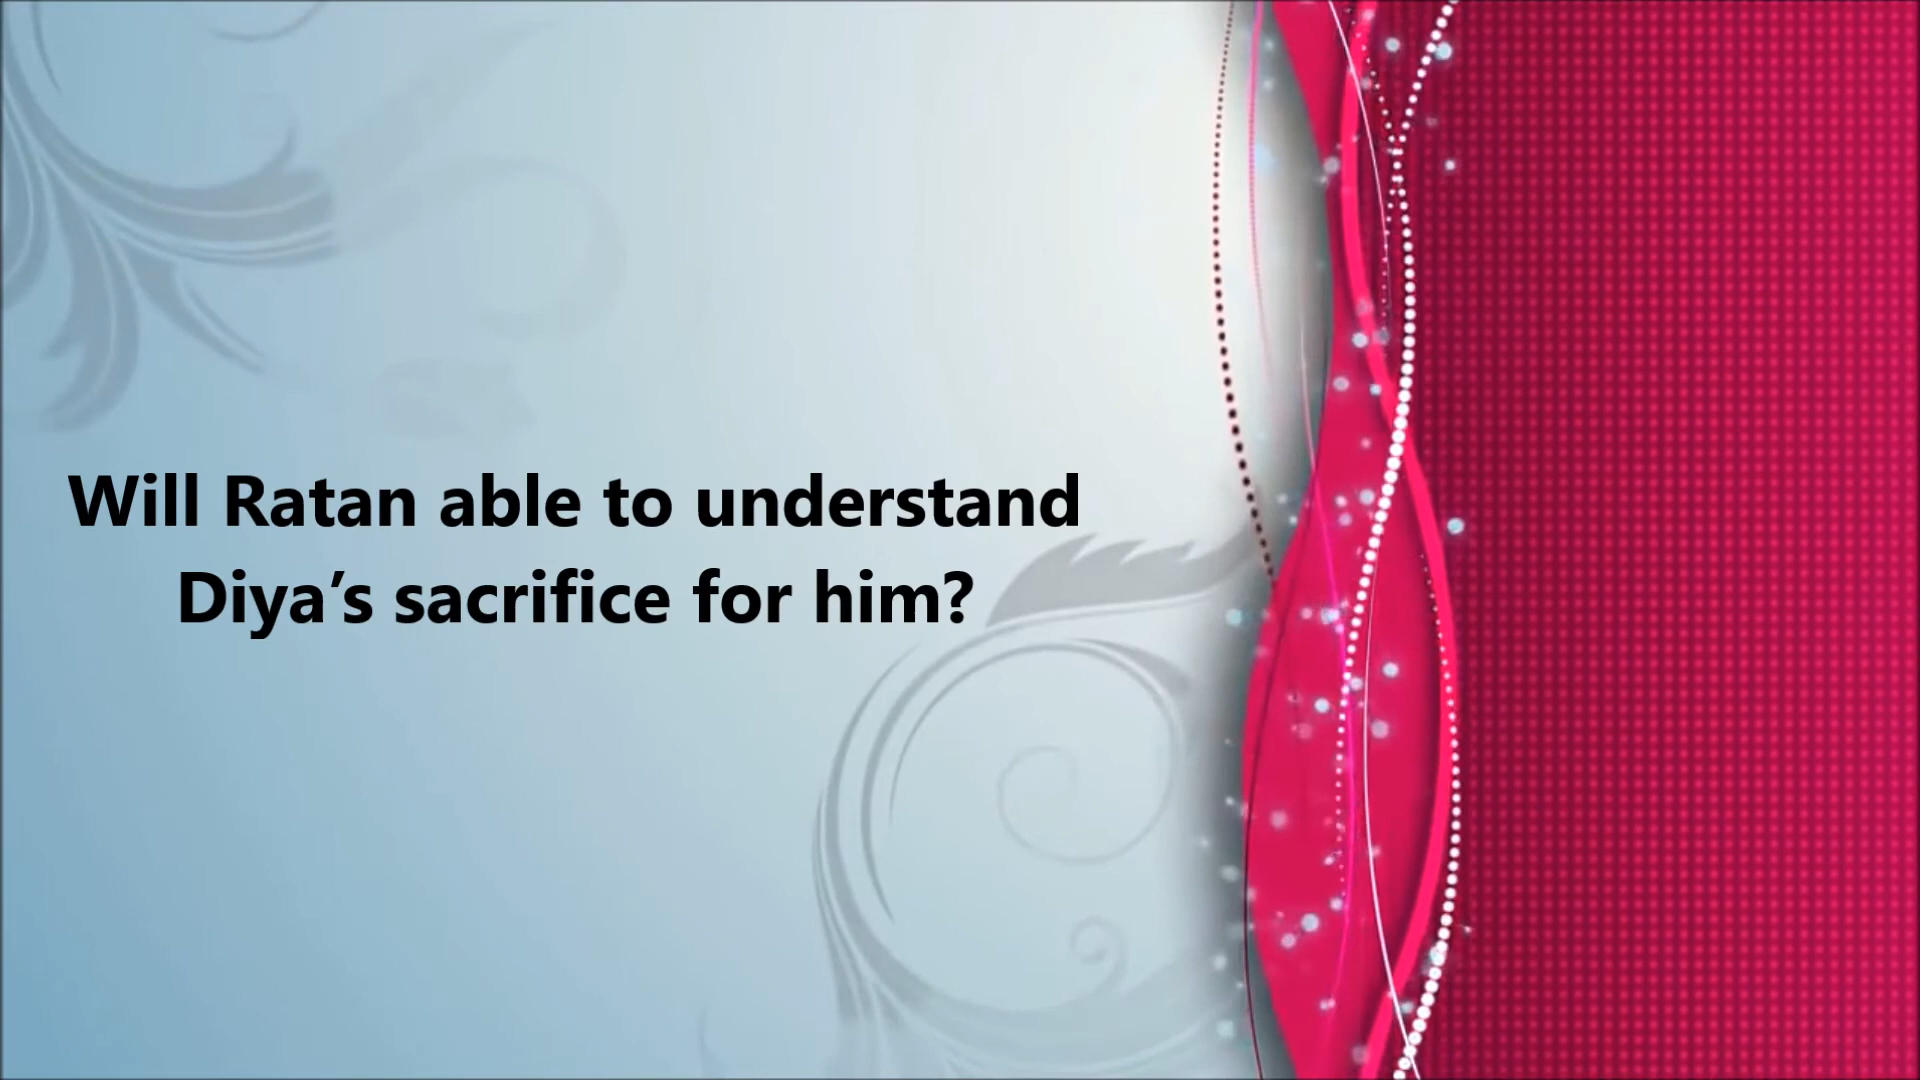 Will Ratan able to understand
Diya’s sacrifice for him?